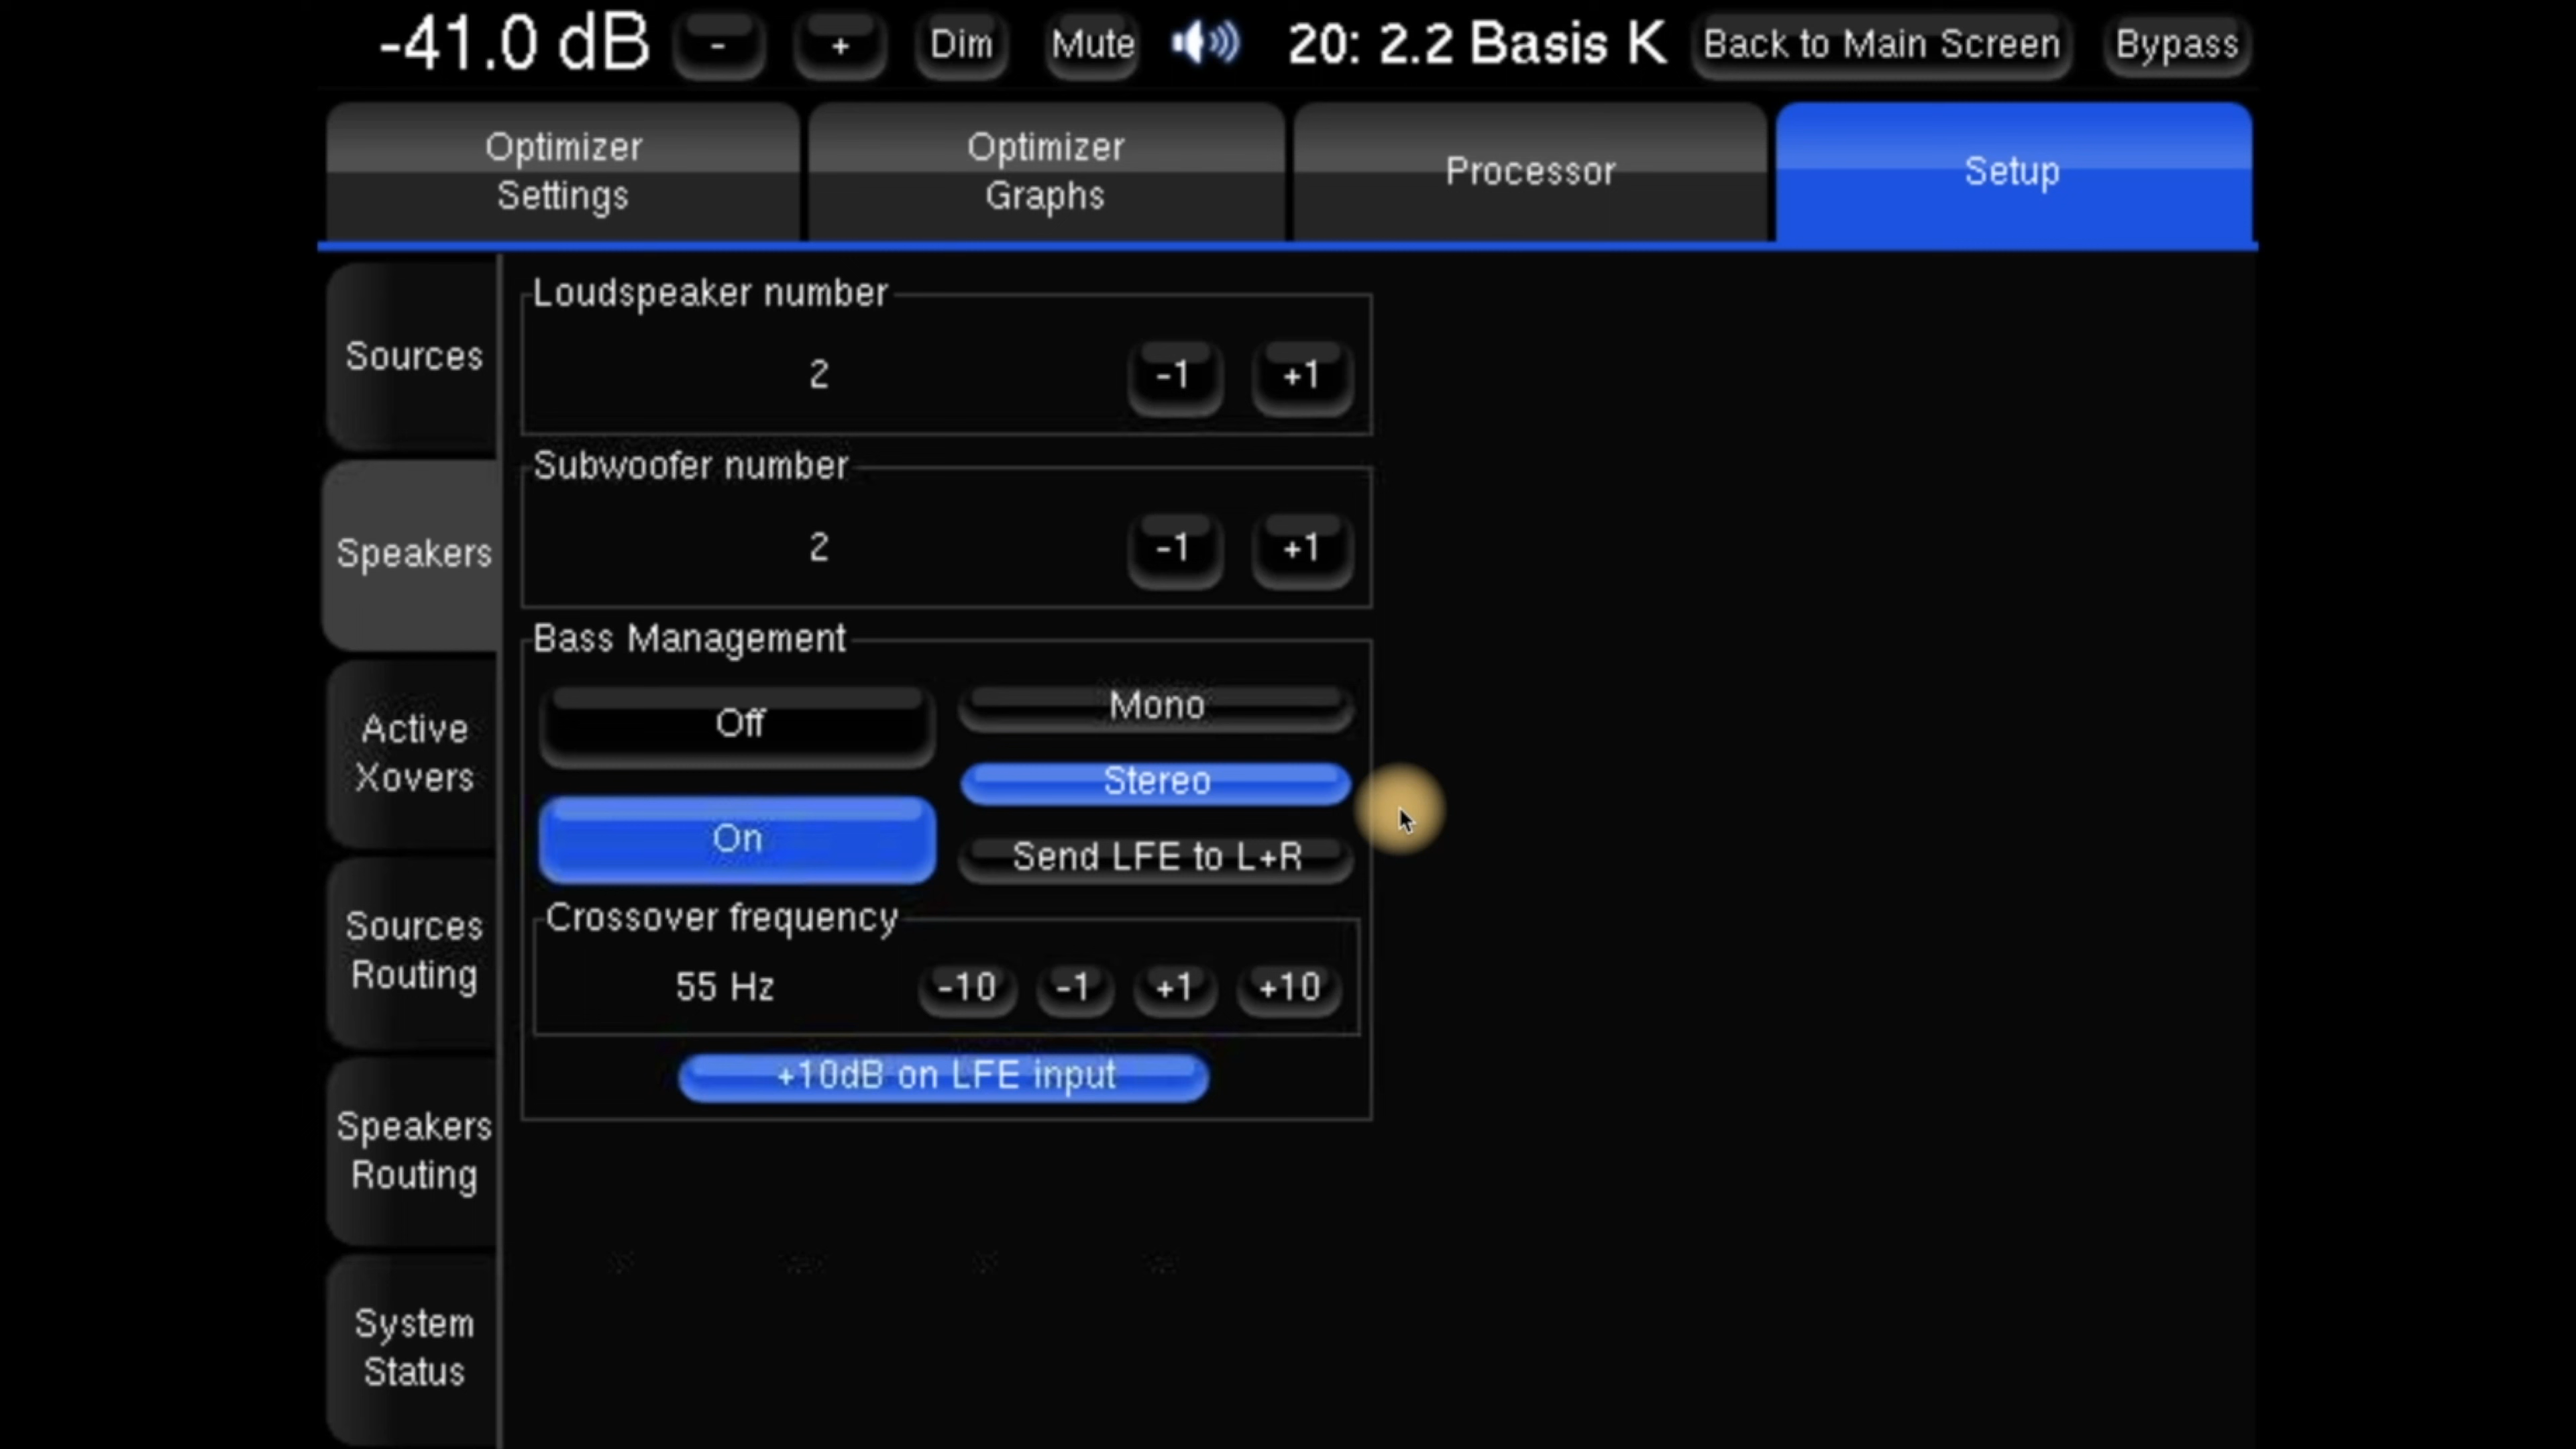 -41.0 dB - + Dim Mute 20: 2.2 Basis K Back to Main Screen Bypass
Optimizer
Settings
Optimizer
Graphs
Processor
Setup
Sources
Speakers
Active
Xovers
Sources
Routing
Speakers
Routing
System
Status
Loudspeaker number
2 -1 +1
Subwoofer number
2 -1 +1
Bass Management
Off
On
Mono
Stereo
Send LFE to L+R
Crossover frequency
55 Hz -10 -1 +1 +10
+10dB on LFE input